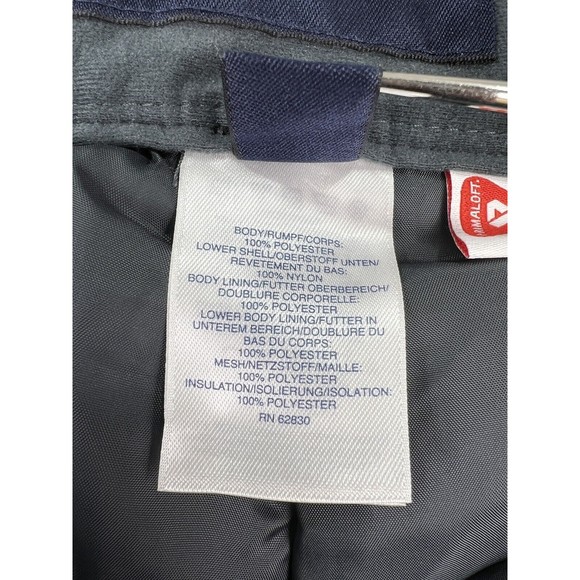 BODY/RUMPF/CORPS:
100% POLYESTER
LOWER SHELL/OBERSTOFF UNTEN/
REVETEMENT DU BAS:
100% NYLON
BODY LINING/FUTTER OBERBEREICH/
DOUBLURE CORPORELLE:
100% POLYESTER
LOWER BODY LINING/FUTTER IN
UNTEREM BEREICH/DOUBLURE DU
BAS DU CORPS:
100% POLYESTER
MESH/NETZSTOFF/MAILLE:
100% POLYESTER
INSULATION/ISOLIERUNG/ISOLATION:
100% POLYESTER
RN 62830
RIMALOFT.